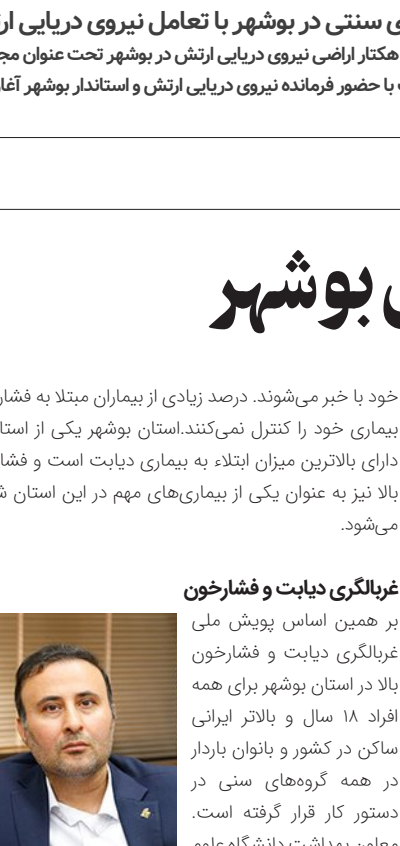 سنتی در بوشهر با تعامل نیروی دریایی
هکتار اراضی نیروی دریایی ارتش در بوشهر تحت عنوان
با حضور فرمانده نیروی دریایی ارتش و استاندار بوشهر
بوشهر
خود با خبر می‌شوند. درصد زیادی از بیماران مبتلا به فشار
بیماری خود را کنترل نمی‌کنند.استان بوشهر یکی از
دارای بالاترین میزان ابتلاء به بیماری دیابت است و
بالا نیز به عنوان یکی از بیماری‌های مهم در این استان
می‌شود.
غربالگری دیابت و فشارخون
بر همین اساس پویش ملی
غربالگری دیابت و فشارخون
بالا در استان بوشهر برای همه
افراد ۱۸ سال و بالاتر ایرانی
ساکن در کشور و بانوان باردار
در همه گروه‌های سنی در
دستور کار قرار گرفته است.
معاون بهداشت دانشگاه علوم